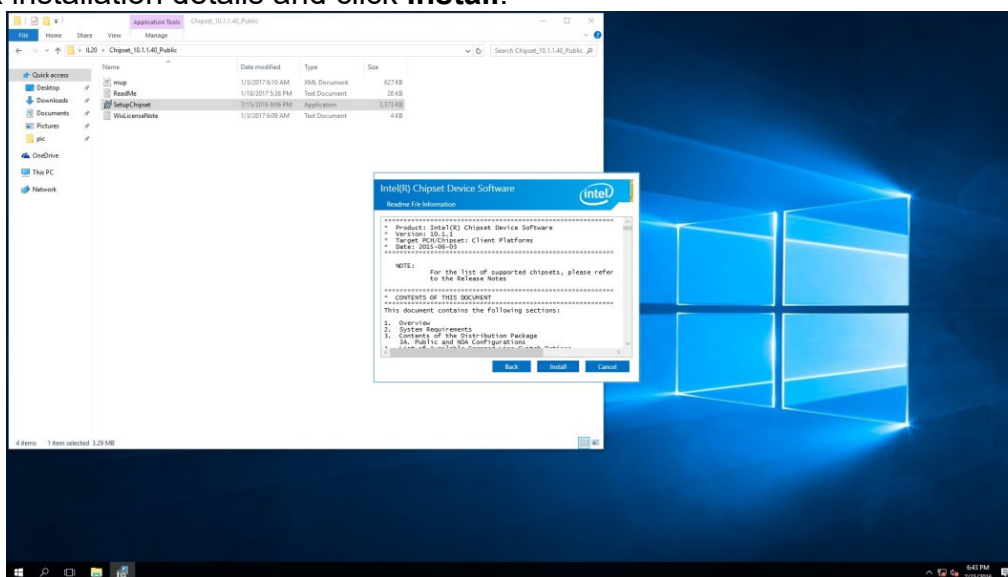 installation details and click Install.
Application Tools Chipset_10.1.1.40_Public
File Home Share View Manage
IL20 › Chipset_10.1.1.40_Public
Search Chipset_10.1.1.40_Public
Name Date modified Type Size
Quick access
Desktop
Downloads
Documents
Pictures
pic
OneDrive
This PC
Network
mup 1/3/2017 6:10 AM XML Document 627 KB
ReadMe 1/18/2017 5:38 PM Text Document 28 KB
SetupChipset 7/15/2016 9:06 PM Application 3,373 KB
WixLicenseNote 1/3/2017 6:09 AM Text Document 4 KB
Intel(R) Chipset Device Software
Readme File Information
intel
* Product: Intel(R) Chipset Device Software
* Version: 10.1.1
* Target PCH/Chipset: Client Platforms
* Date: 2015-06-03
NOTE:
For the list of supported chipsets, please refer
to the Release Notes
* CONTENTS OF THIS DOCUMENT
This document contains the following sections:
1. Overview
2. System Requirements
3. Contents of the Distribution Package
3A. Public and NDA Configurations
Back Install Cancel
4 items 1 item selected 3.29 MB
6:43 PM